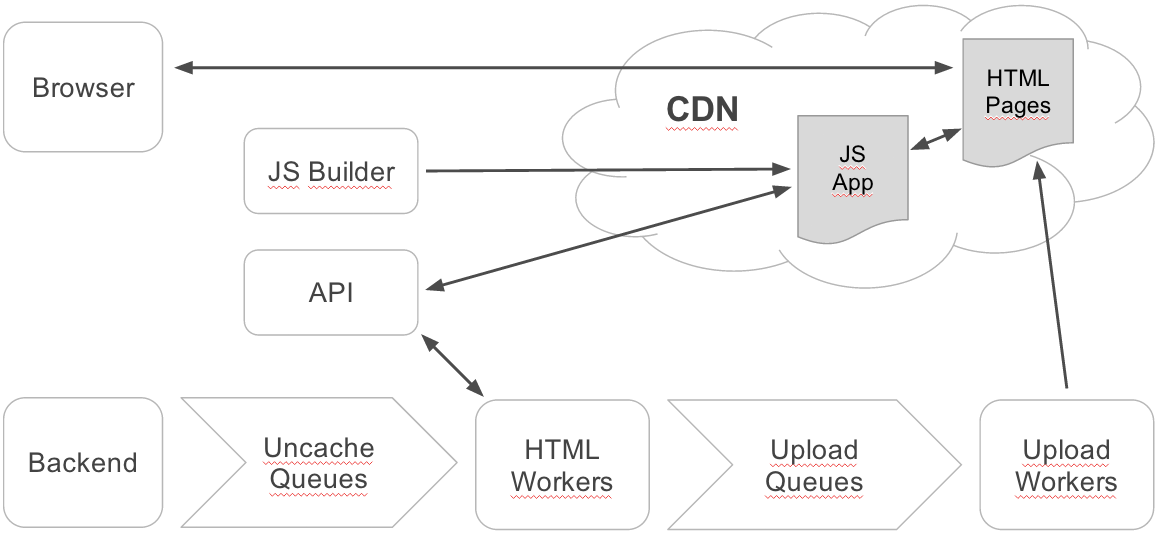 Browser
HTML
Pages
CDN
JS
App
JS Builder
API
Backend
Uncache
Queues
HTML
Workers
Upload
Queues
Upload
Workers